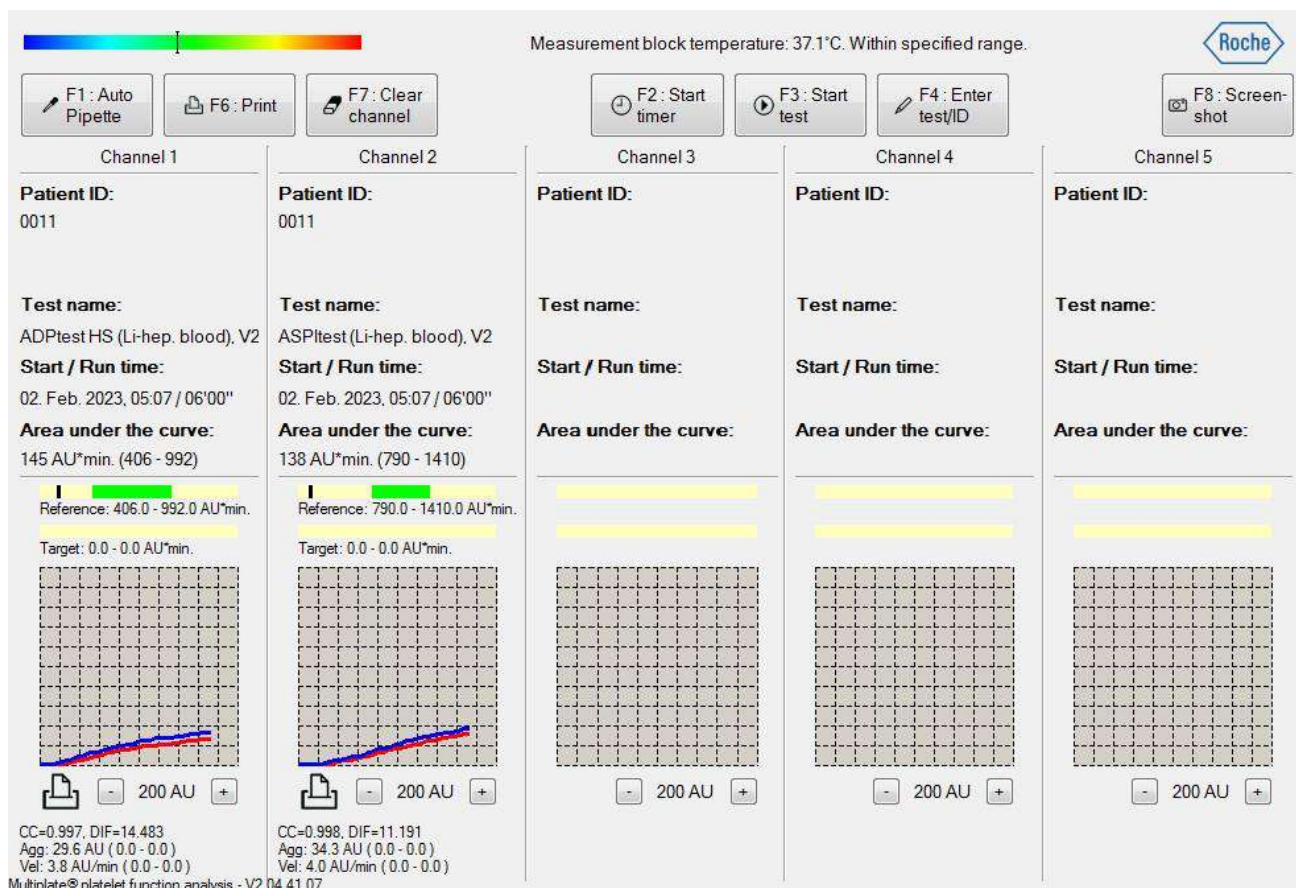 Measurement block temperature: 37.1°C. Within specified range.
Roche
F1 : Auto Pipette
F6 : Print
F7 : Clear channel
F2 : Start timer
F3 : Start test
F4 : Enter test/ID
F8 : Screen-shot
Channel 1
Patient ID:
0011
Test name:
ADPtest HS (Li-hep. blood), V2
Start / Run time:
02. Feb. 2023, 05:07 / 06'00"
Area under the curve:
145 AU*min. (406 - 992)
Reference: 406.0 - 992.0 AU*min.
Target: 0.0 - 0.0 AU*min.
- 200 AU +
CC=0.997, DIF=14.483
Agg: 29.6 AU ( 0.0 - 0.0 )
Vel: 3.8 AU/min ( 0.0 - 0.0 )
Channel 2
Patient ID:
0011
Test name:
ASPItest (Li-hep. blood), V2
Start / Run time:
02. Feb. 2023, 05:07 / 06'00"
Area under the curve:
138 AU*min. (790 - 1410)
Reference: 790.0 - 1410.0 AU*min.
Target: 0.0 - 0.0 AU*min.
- 200 AU +
CC=0.998, DIF=11.191
Agg: 34.3 AU ( 0.0 - 0.0 )
Vel: 4.0 AU/min ( 0.0 - 0.0 )
Channel 3
Patient ID:
Test name:
Start / Run time:
Area under the curve:
- 200 AU +
Channel 4
Patient ID:
Test name:
Start / Run time:
Area under the curve:
- 200 AU +
Channel 5
Patient ID:
Test name:
Start / Run time:
Area under the curve:
- 200 AU +
Multiplate® platelet function analysis - V2.04.41.07